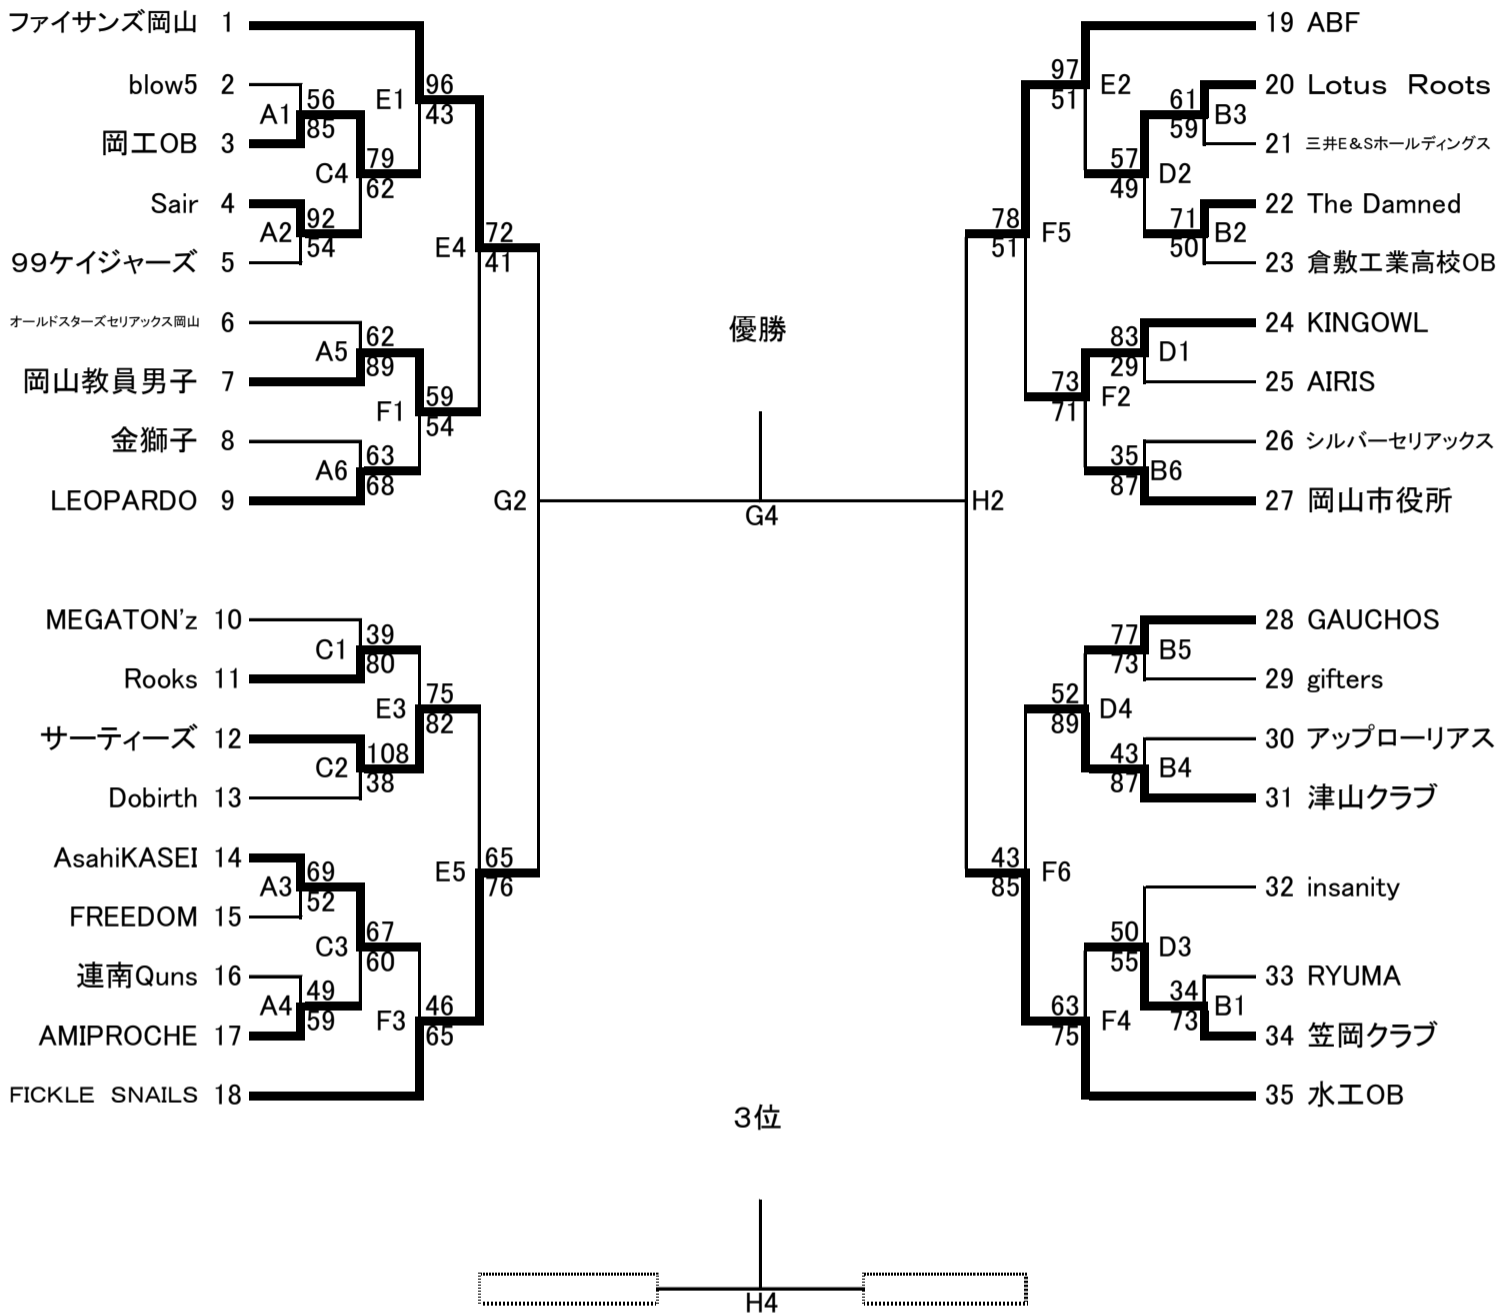 ファイサンズ岡山 1
blow5 2
A1 56
85
岡工OB 3
E1 96
43
C4 79
62
Sair 4
A2 92
54
99ケイジャーズ 5
E4 72
41
オールドスターズセリアックス岡山 6
A5 62
89
岡山教員男子 7
F1 59
54
金獅子 8
A6 63
68
LEOPARDO 9
G2
MEGATON'z 10
C1 39
80
Rooks 11
E3 75
82
サーティーズ 12
C2 108
38
Dobirth 13
AsahiKASEI 14
A3 69
52
FREEDOM 15
E5 65
76
C3 67
60
連南Quns 16
A4 49
59
AMIPROCHE 17
F3 46
65
FICKLE SNAILS 18
優勝
G4
3位
H4
19 ABF
97
51 E2
20 Lotus Roots
61
59 B3
21 三井E&Sホールディングス
57
49 D2
22 The Damned
71
50 B2
23 倉敷工業高校OB
78
51 F5
24 KINGOWL
83
29 D1
25 AIRIS
73
71 F2
26 シルバーセリアックス
35
87 B6
27 岡山市役所
H2
28 GAUCHOS
77
73 B5
29 gifters
52
89 D4
30 アップローリアス
43
87 B4
31 津山クラブ
43
85 F6
32 insanity
50
55 D3
33 RYUMA
34
73 B1
34 笠岡クラブ
63
75 F4
35 水工OB